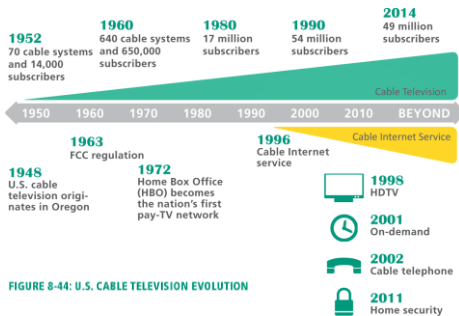 1952
70 cable systems
and 14,000
subscribers
1960
640 cable systems
and 650,000
subscribers
1980
17 million
subscribers
1990
54 million
subscribers
2014
49 million
subscribers
Cable Television
1950 1960 1970 1980 1990 2000 2010 BEYOND
Cable Internet Service
1948
U.S. cable
television origi-
nates in Oregon
1963
FCC regulation
1972
Home Box Office
(HBO) becomes
the nation's first
pay-TV network
1996
Cable Internet
service
1998
HDTV
2001
On-demand
2002
Cable telephone
2011
Home security
FIGURE 8-44: U.S. CABLE TELEVISION EVOLUTION